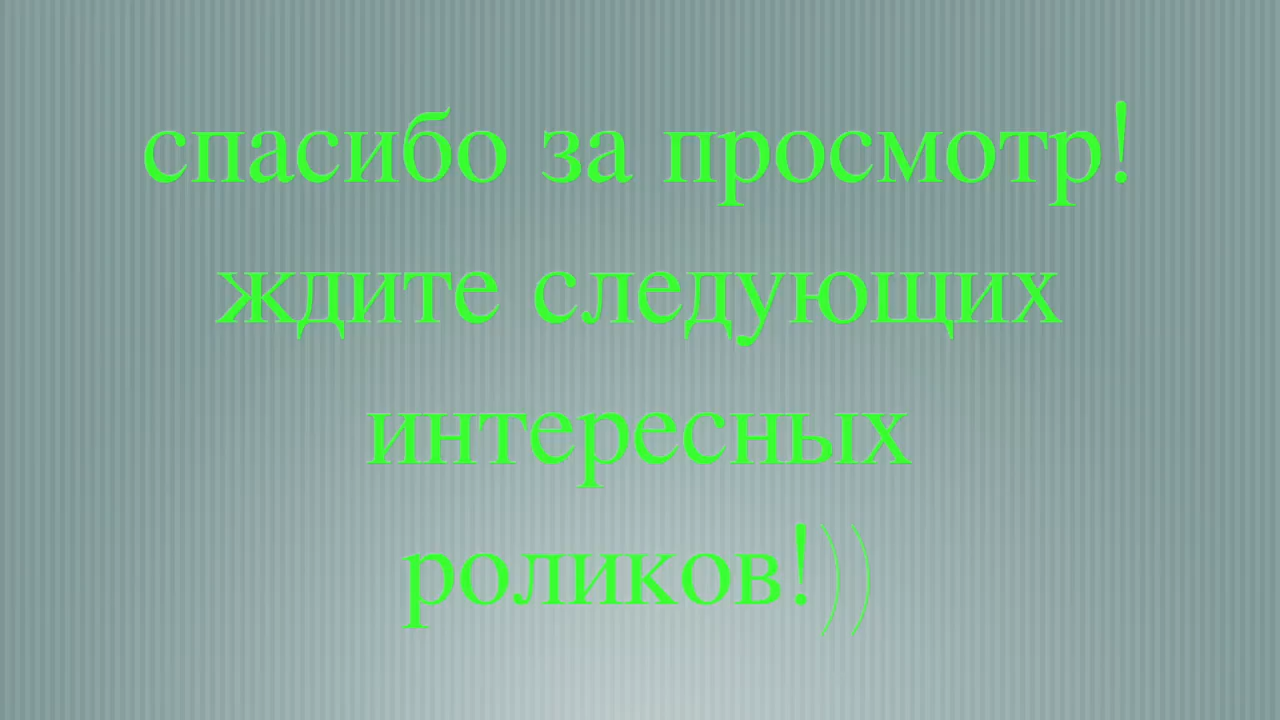 спасибо за просмотр!
ждите следующих
интересных
роликов!))